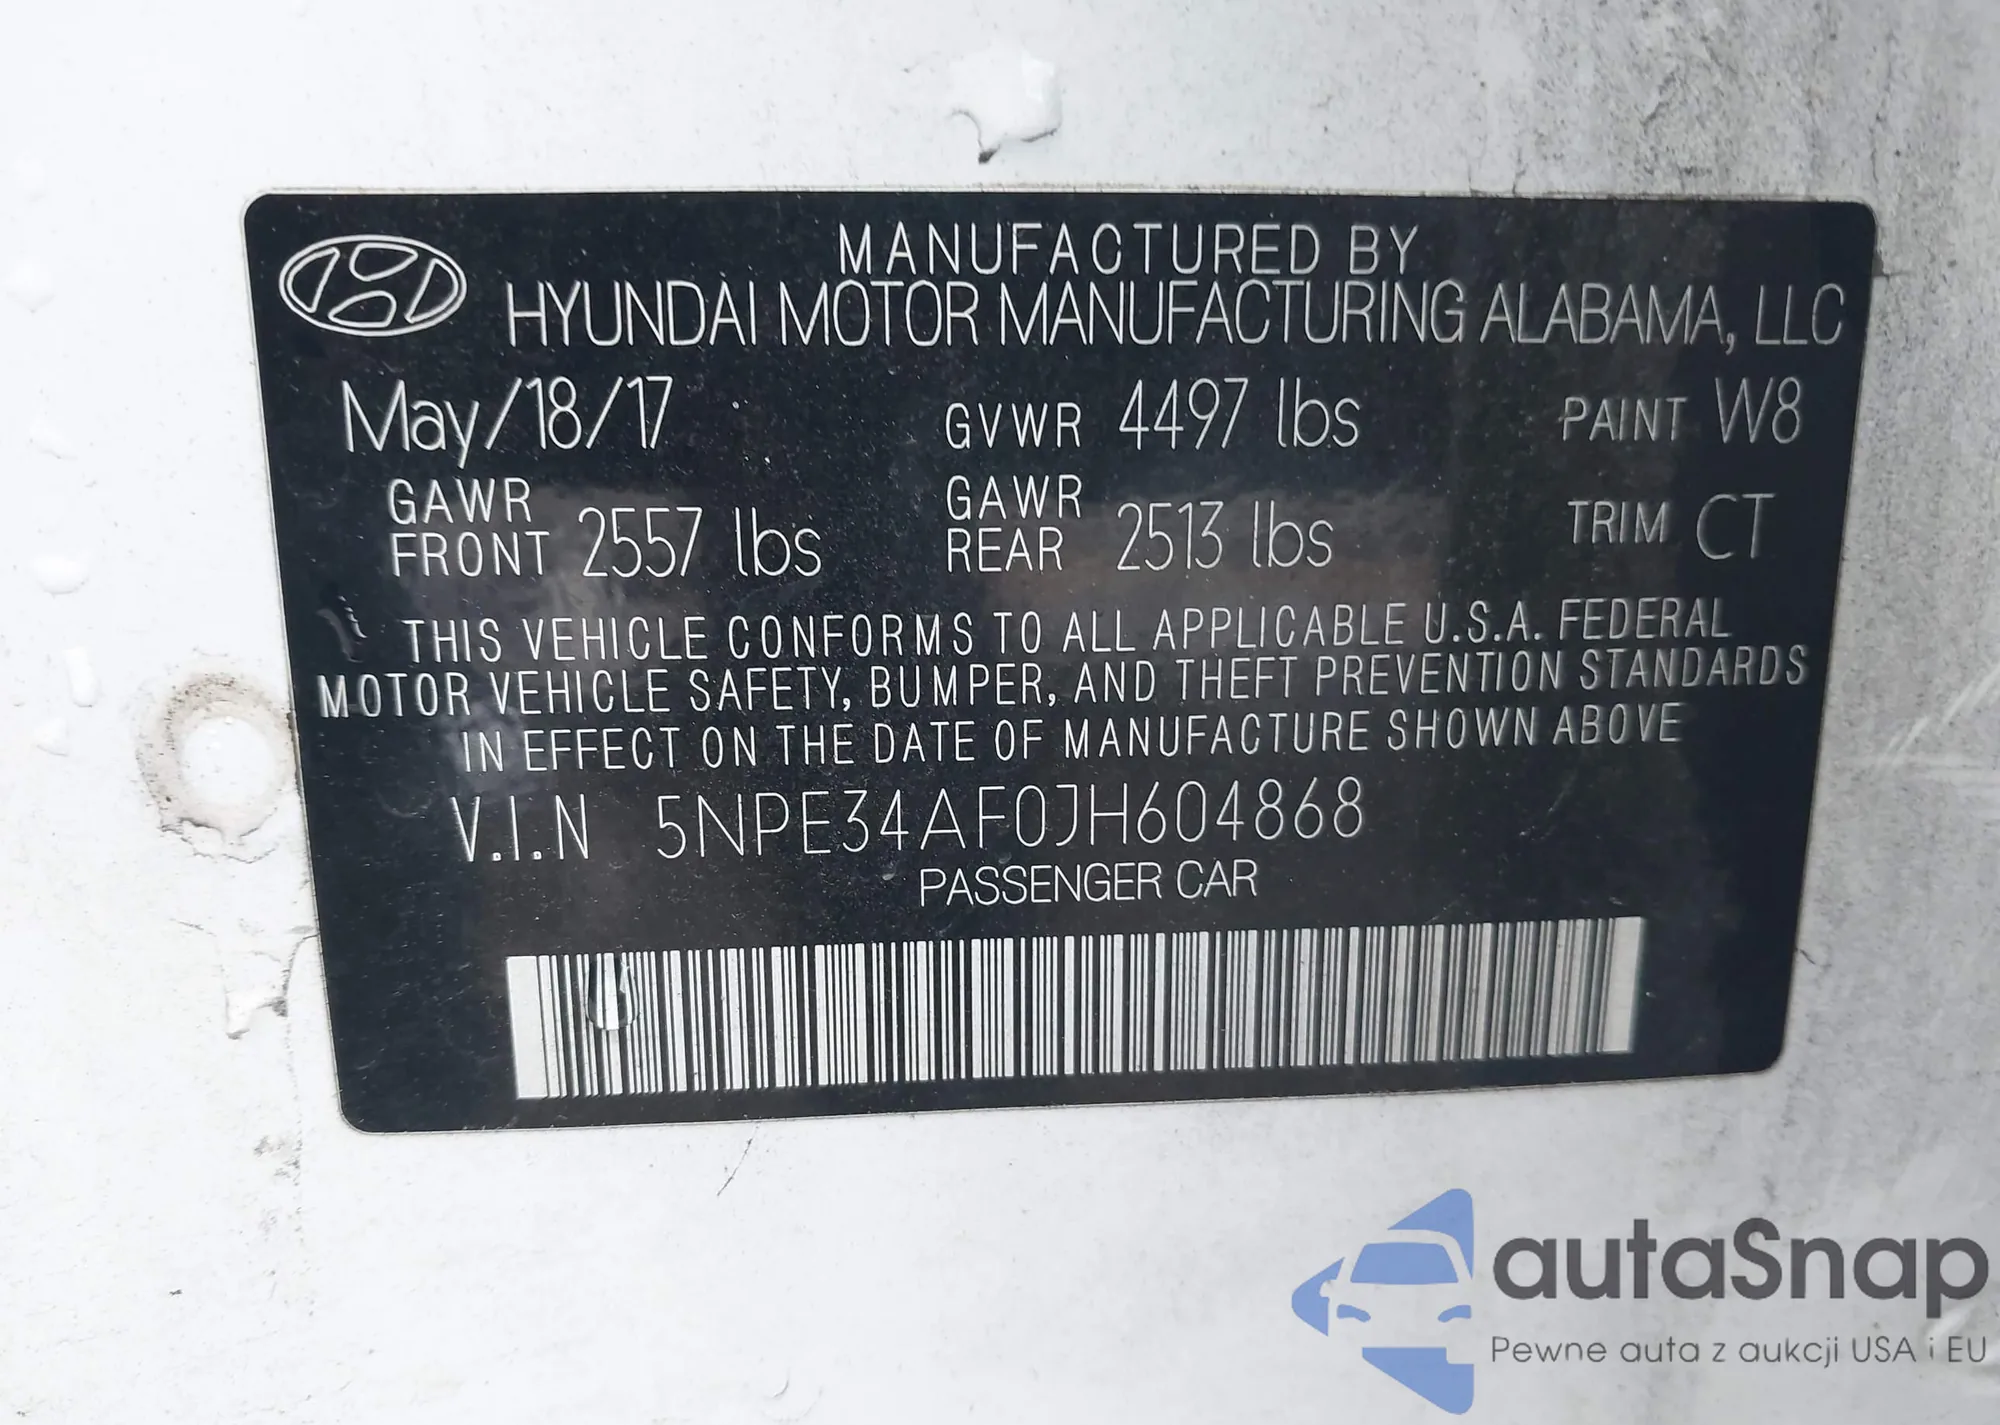 MANUFACTURED BY
HYUNDAI MOTOR MANUFACTURING ALABAMA, LLC
May/18/17 GVWR 4497 lbs PAINT W8
GAWR FRONT 2557 lbs GAWR REAR 2513 lbs TRIM CT
THIS VEHICLE CONFORMS TO ALL APPLICABLE U.S.A. FEDERAL
MOTOR VEHICLE SAFETY, BUMPER, AND THEFT PREVENTION STANDARDS
IN EFFECT ON THE DATE OF MANUFACTURE SHOWN ABOVE
V.I.N 5NPE34AF0JH604868
PASSENGER CAR
autaSnap
Pewne auta z aukcji USA i EU